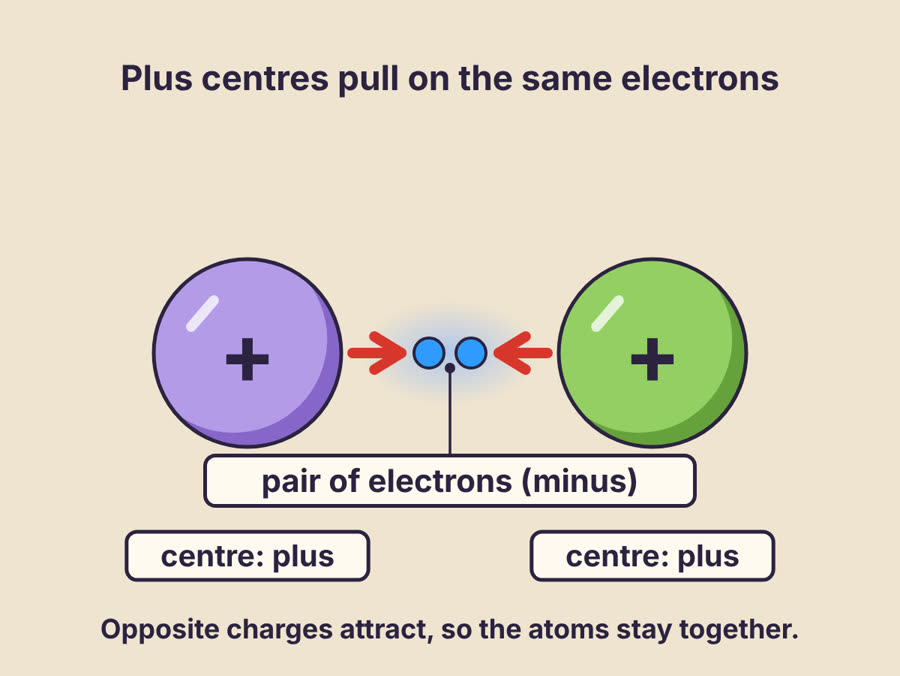 Plus centres pull on the same electrons
+
+
pair of electrons (minus)
centre: plus
centre: plus
Opposite charges attract, so the atoms stay together.